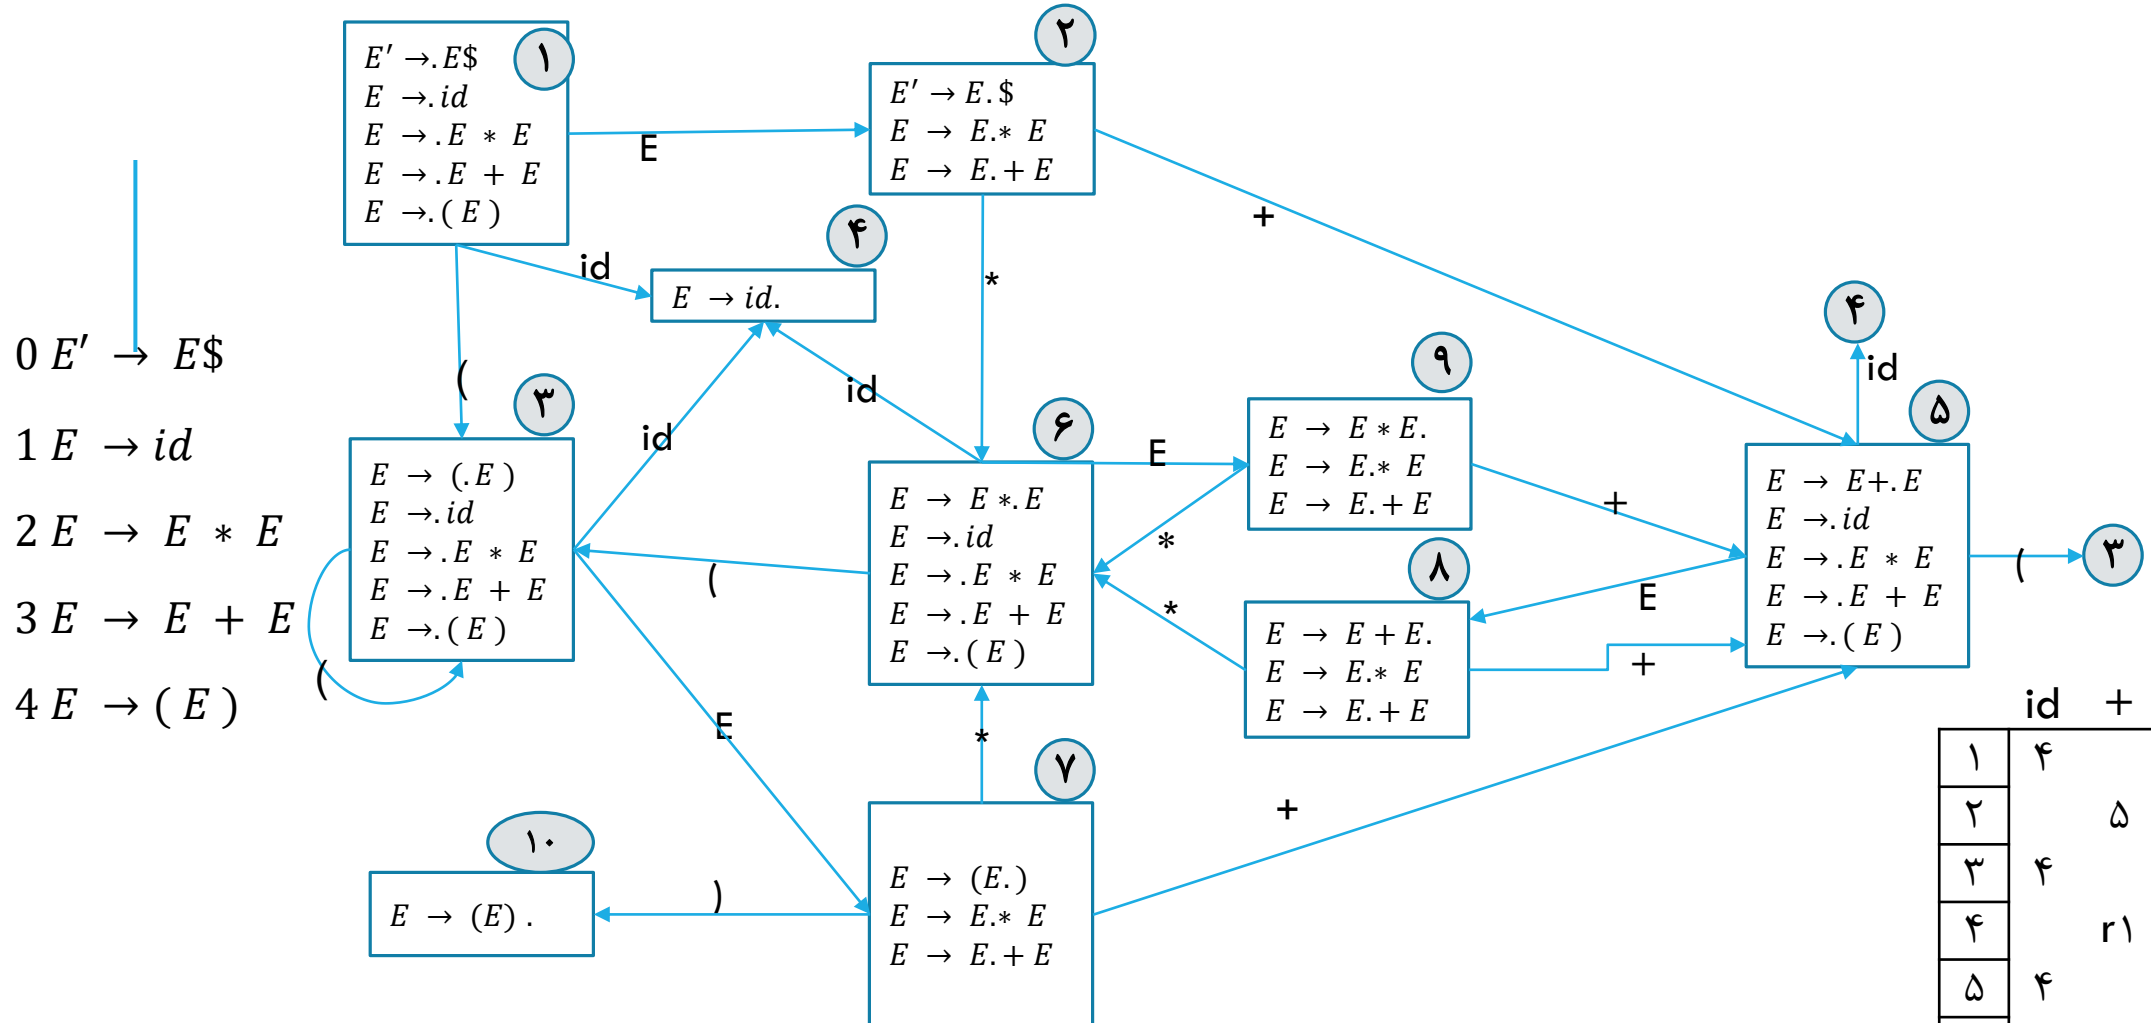 0 E′ → E$
1 E → id
2 E → E * E
3 E → E + E
4 E → ( E )
۱
E′ →. E$
E →. id
E →. E * E
E →. E + E
E →. ( E )
E
۲
E′ → E. $
E → E.* E
E → E. + E
+
*
id
۴
E → id.
(
۳
E → (. E )
E →. id
E →. E * E
E →. E + E
E →. ( E )
(
id
id
(
E
۶
E → E *. E
E →. id
E →. E * E
E →. E + E
E →. ( E )
E
۹
E → E * E.
E → E.* E
E → E. + E
*
+
۸
E → E + E.
E → E.* E
E → E. + E
*
+
E
۴
id
۵
E → E+. E
E →. id
E →. E * E
E →. E + E
E →. ( E )
(
۳
*
۷
E → (E. )
E → E.* E
E → E. + E
+
)
۱۰
E → (E) .
id +
۱ ۴
۲ ۵
۳ ۴
۴ r۱
۵ ۴